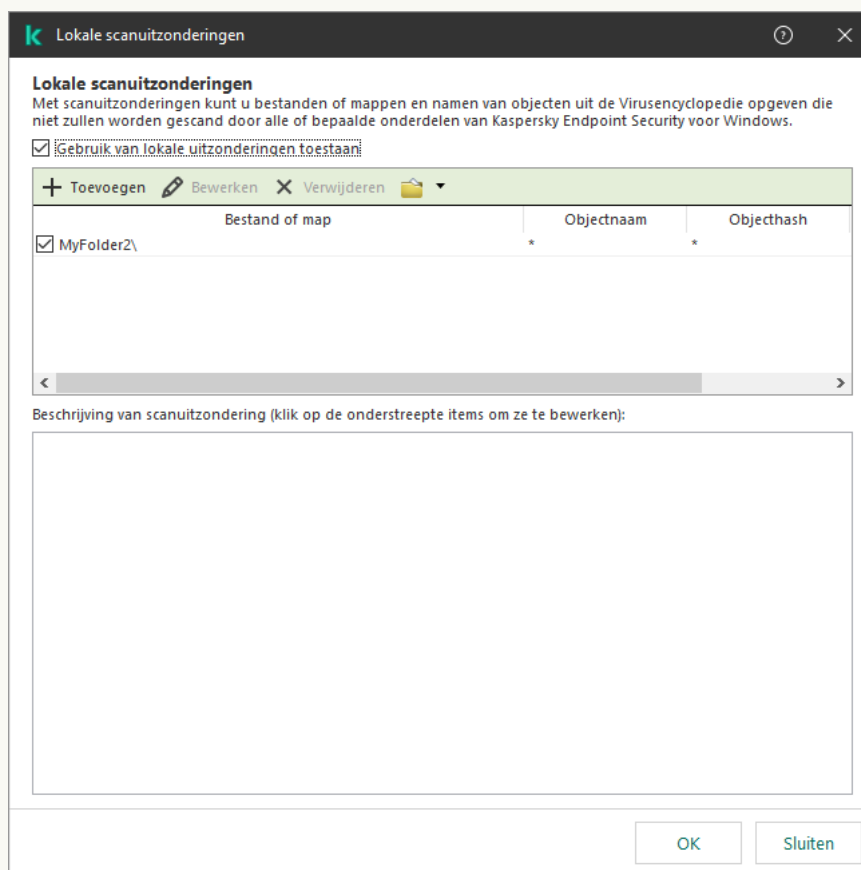 Lokale scanuitzonderingen
Lokale scanuitzonderingen
Met scanuitzonderingen kunt u bestanden of mappen en namen van objecten uit de Virusencyclopedie opgeven die
niet zullen worden gescand door alle of bepaalde onderdelen van Kaspersky Endpoint Security voor Windows.
Gebruik van lokale uitzonderingen toestaan
Toevoegen Bewerken Verwijderen
Bestand of map Objectnaam Objecthash
MyFolder2\ * *
Beschrijving van scanuitzondering (klik op de onderstreepte items om ze te bewerken):
OK Sluiten